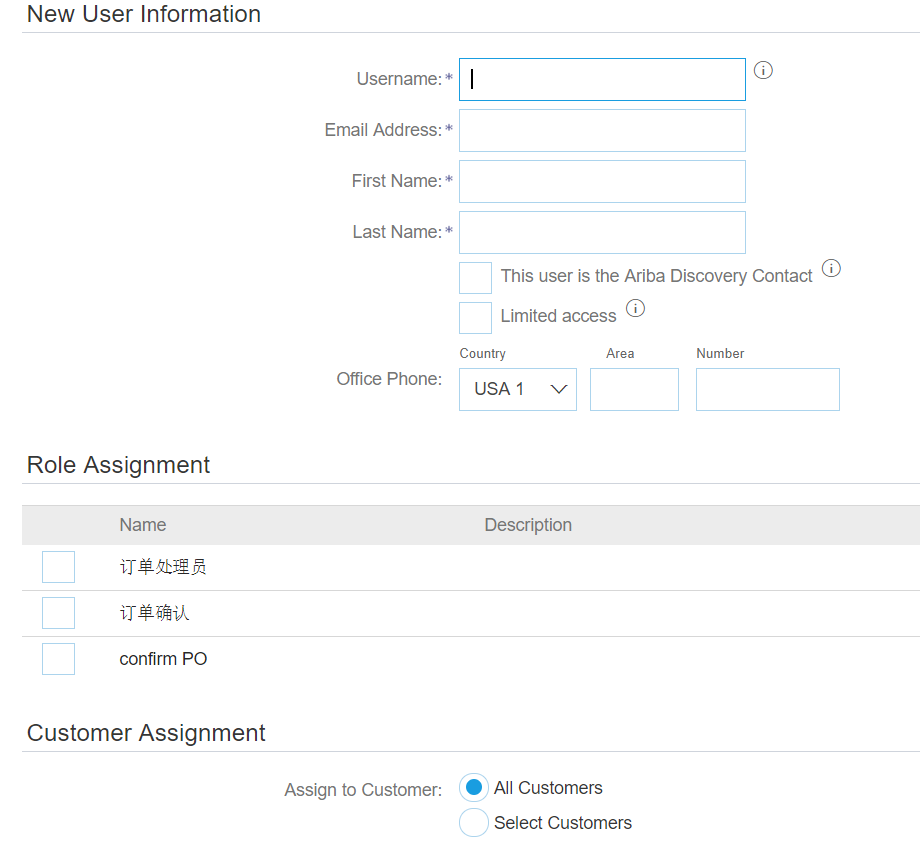 New User Information
Username:*
Email Address:*
First Name:*
Last Name:*
This user is the Ariba Discovery Contact
Limited access
Country Area Number
Office Phone: USA 1
Role Assignment
Name Description
订单处理员
订单确认
confirm PO
Customer Assignment
Assign to Customer: All Customers
Select Customers